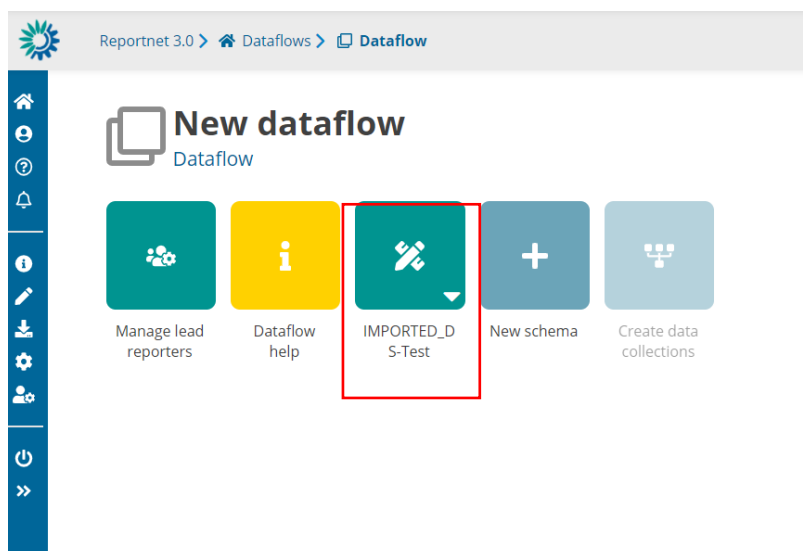 Reportnet 3.0 > Dataflows > Dataflow
New dataflow
Dataflow
Manage lead
reporters
Dataflow
help
IMPORTED_D
S-Test
New schema
Create data
collections